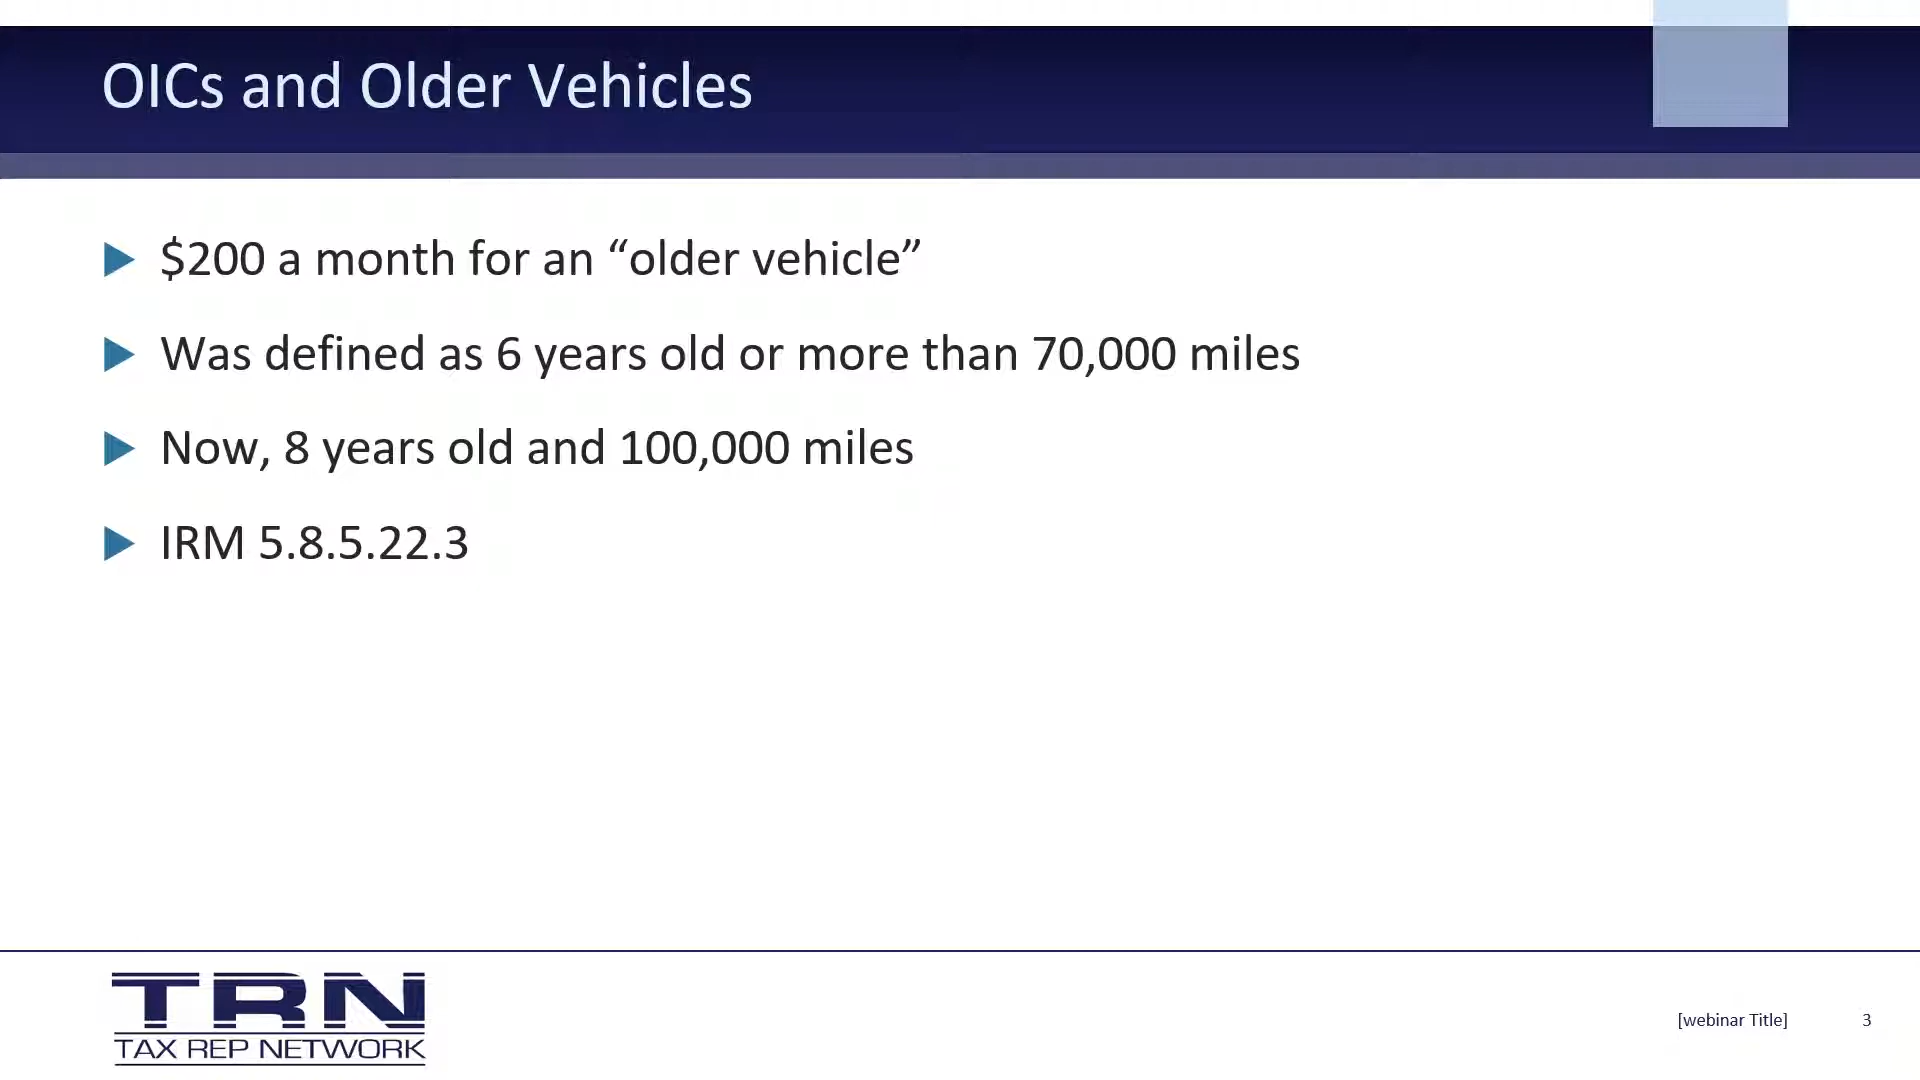 OICs and Older Vehicles
$200 a month for an “older vehicle”
Was defined as 6 years old or more than 70,000 miles
Now, 8 years old and 100,000 miles
IRM 5.8.5.22.3
TRN
TAX REP NETWORK
[webinar Title] 3